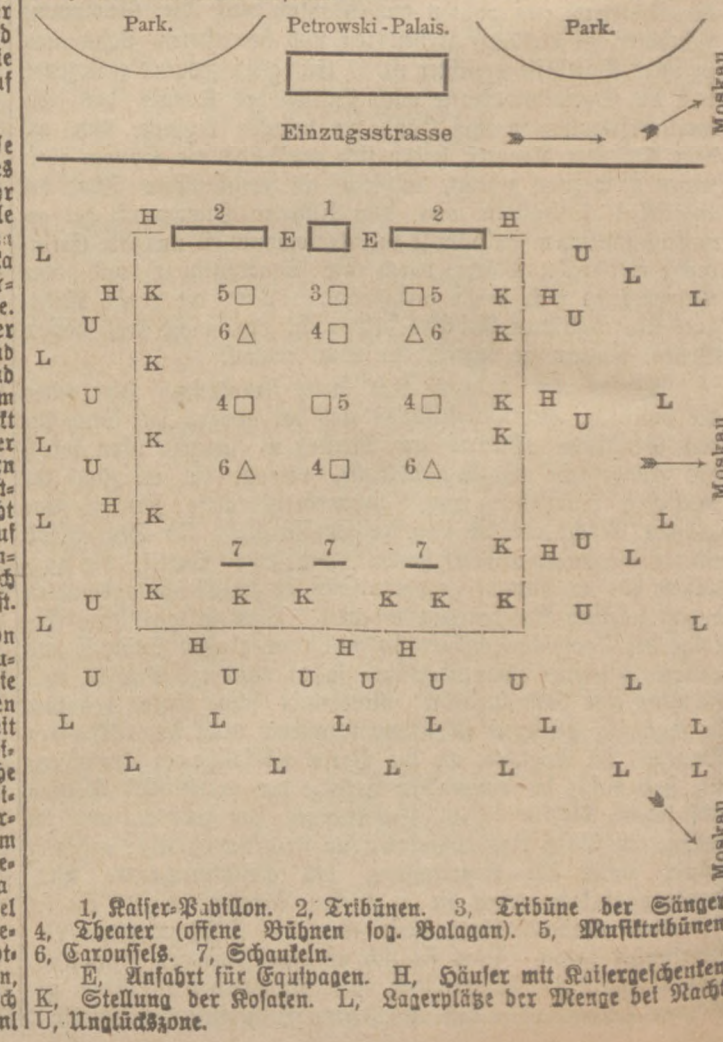 Park. Petrowski-Palais. Park.
Moskau
Einzugsstrasse
H 2 1 2 H
E E
L U
L
H K 5 3 5 K H L
U 6 4 6 K U
L K
U 4 5 4 K H L
U
L K K
U 6 4 6 Moskau
H
L K L
7 7 7 K H U L
U K K K K K K U
L L
H H H
U U U U U U L
L L L L L L
L L L L L L
Moskau
1, Kaiser-Pavillon. 2, Tribünen. 3, Tribüne der Sänger
4, Theater (offene Bühnen sog. Balagan). 5, Musiktribünen
6, Caroussels. 7, Schaukeln.
E, Anfahrt für Equipagen. H, Häuser mit Kaisergeschenken
K, Stellung der Kosaken. L, Lagerplätze der Menge bei Nacht
U, Unglückszone.